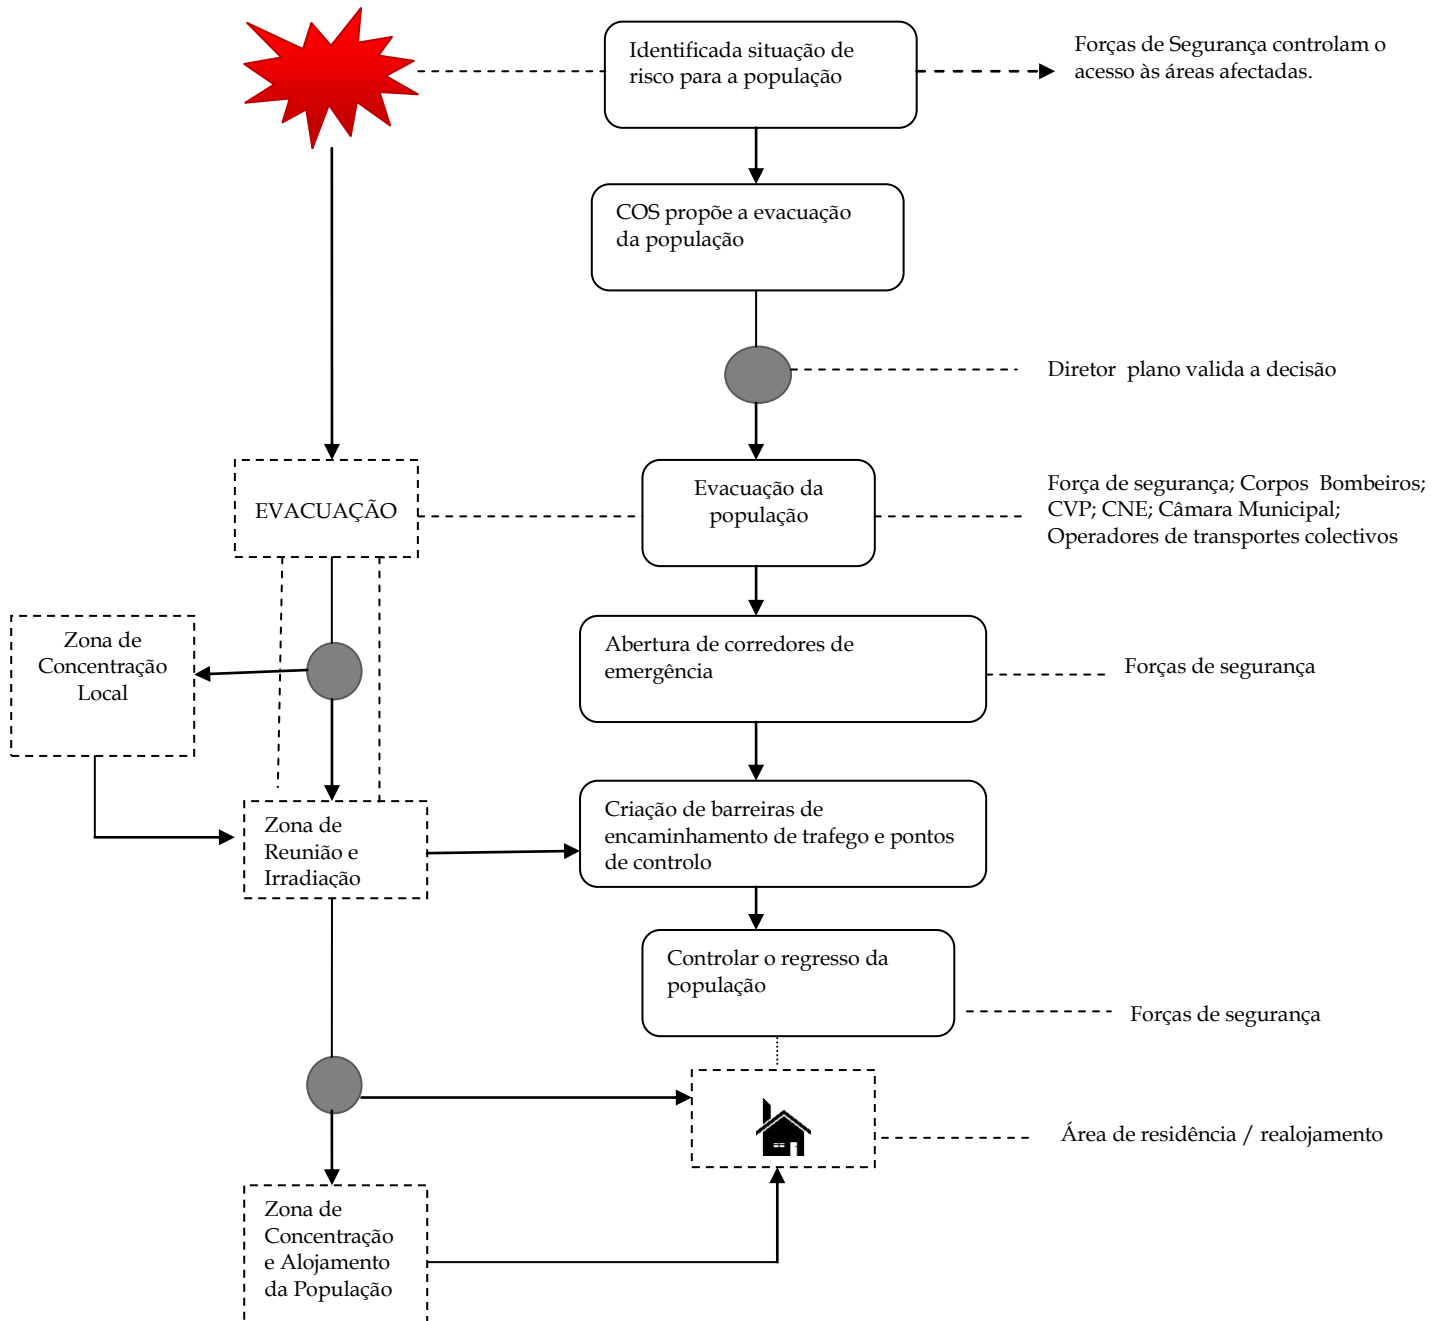 Identificada situação de
risco para a população
Forças de Segurança controlam o
acesso às áreas afectadas.
COS propõe a evacuação
da população
Diretor plano valida a decisão
EVACUAÇÃO
Evacuação da
população
Força de segurança; Corpos Bombeiros;
CVP; CNE; Câmara Municipal;
Operadores de transportes colectivos
Zona de
Concentração
Local
Abertura de corredores de
emergência
Forças de segurança
Zona de
Reunião e
Irradiação
Criação de barreiras de
encaminhamento de trafego e pontos
de controlo
Controlar o regresso da
população
Forças de segurança
Área de residência / realojamento
Zona de
Concentração
e Alojamento
da População